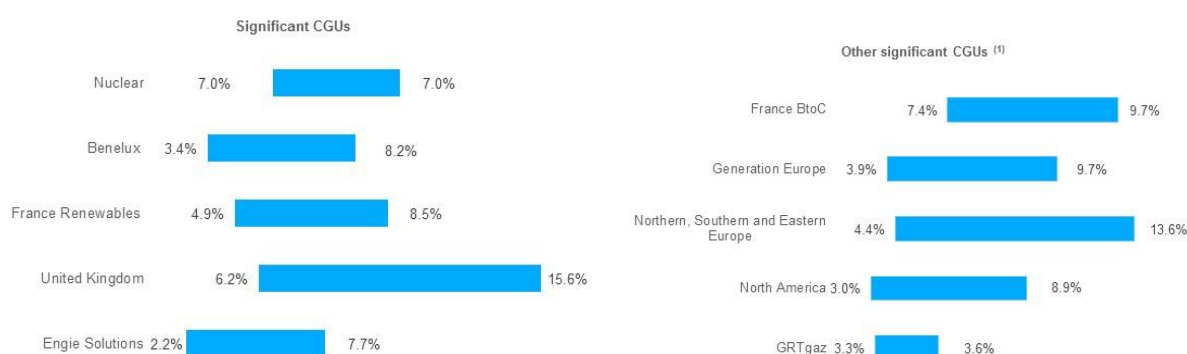 Significant CGUs
Nuclear 7.0% 7.0%
Benelux 3.4% 8.2%
France Renewables 4.9% 8.5%
United Kingdom 6.2% 15.6%
Engie Solutions 2.2% 7.7%
Other significant CGUs (1)
France BtoC 7.4% 9.7%
Generation Europe 3.9% 9.7%
Northern, Southern and Eastern
Europe 4.4% 13.6%
North America 3.0% 8.9%
GRTgaz 3.3% 3.6%